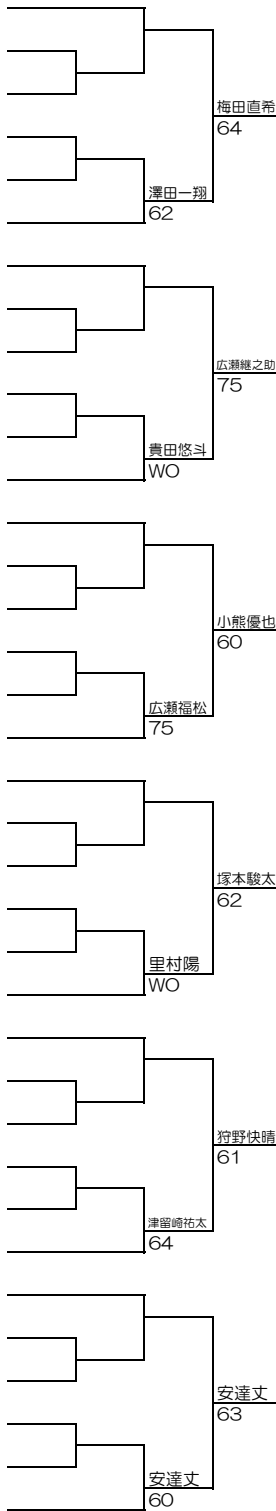 梅田直希
64
澤田一翔
62
広瀬継之助
75
貴田悠斗
WO
小熊優也
60
広瀬福松
75
塚本駿太
62
里村陽
WO
狩野快晴
61
津留崎祐太
64
安達丈
63
安達丈
60